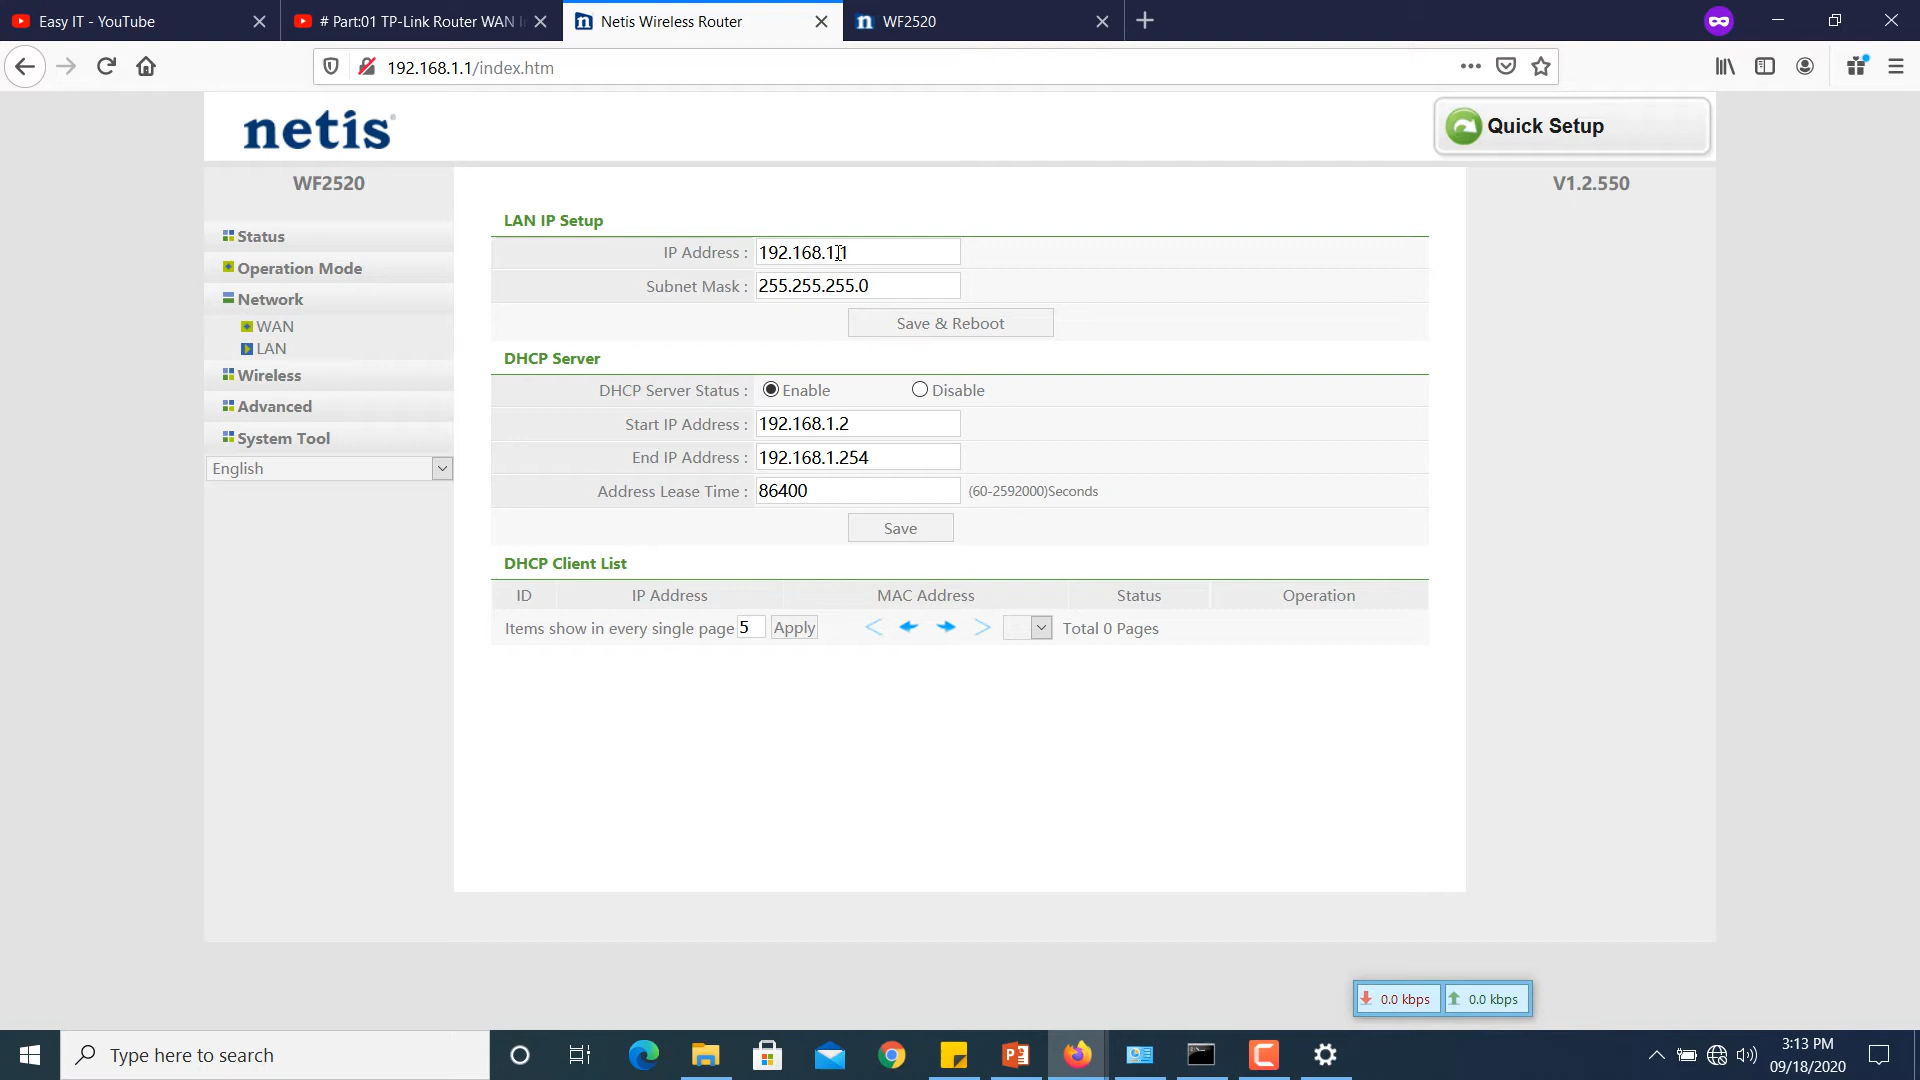 Easy IT - YouTube
# Part:01 TP-Link Router WAN
Netis Wireless Router
WF2520
192.168.1.1/index.htm
netis
Quick Setup
WF2520
V1.2.550
Status
Operation Mode
Network
WAN
LAN
Wireless
Advanced
System Tool
English
LAN IP Setup
IP Address : 192.168.1.1
Subnet Mask : 255.255.255.0
Save & Reboot
DHCP Server
DHCP Server Status : Enable Disable
Start IP Address : 192.168.1.2
End IP Address : 192.168.1.254
Address Lease Time : 86400 (60-2592000)Seconds
Save
DHCP Client List
ID IP Address MAC Address Status Operation
Items show in every single page 5 Apply Total 0 Pages
0.0 kbps 0.0 kbps
Type here to search
3:13 PM
09/18/2020